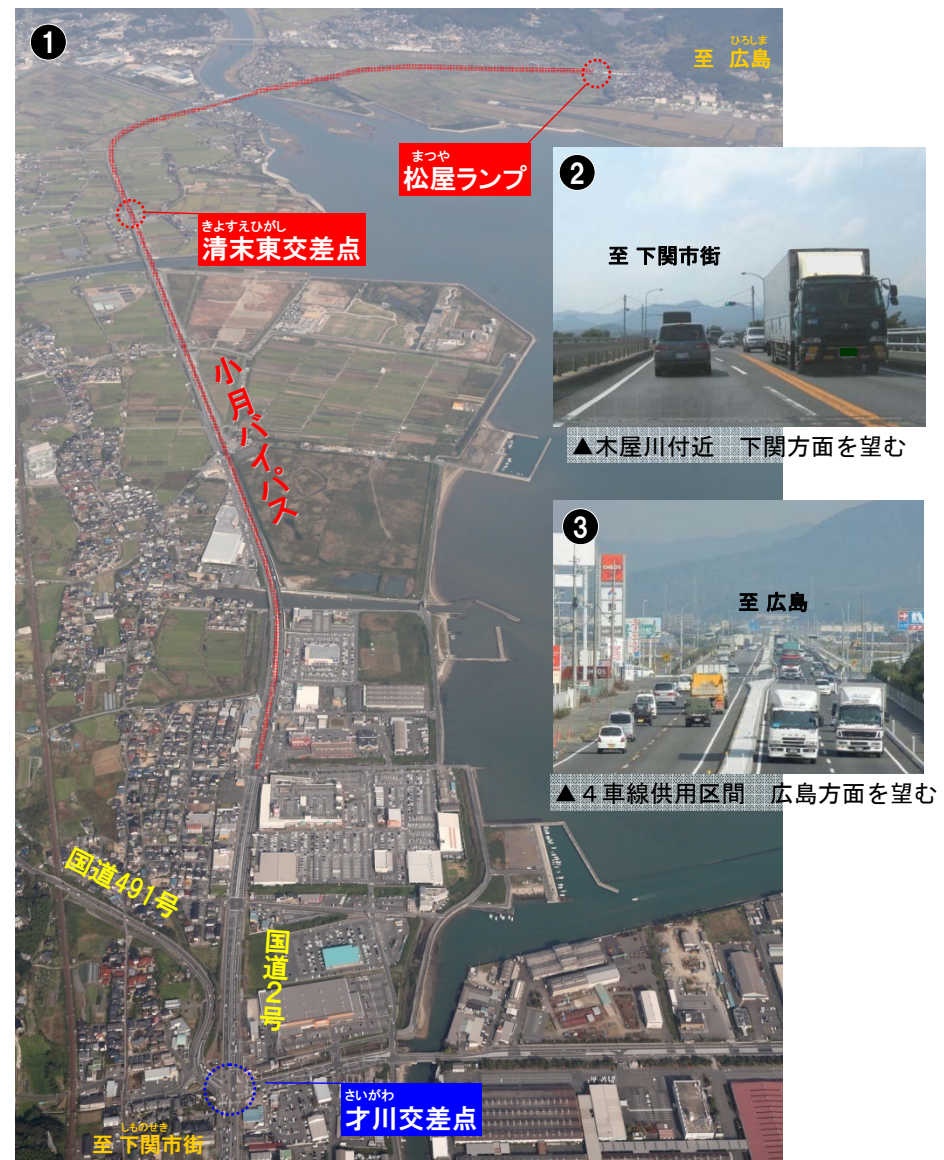 ❶
ひろしま
至 広島
まつや
松屋ランプ
きよすえひがし
清末東交差点
小月バイパス
国道491号
国道2号
さいがわ
才川交差点
しものせき
至 下関市街
❷
至 下関市街
▲木屋川付近 下関方面を望む
❸
ENEOS
至 広島
▲4車線供用区間 広島方面を望む